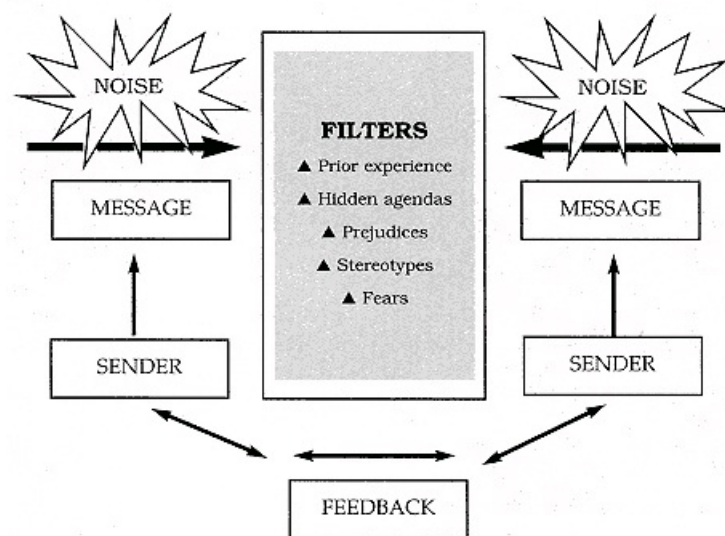 NOISE
NOISE
FILTERS
▲ Prior experience
▲ Hidden agendas
▲ Prejudices
▲ Stereotypes
▲ Fears
MESSAGE
MESSAGE
SENDER
SENDER
FEEDBACK